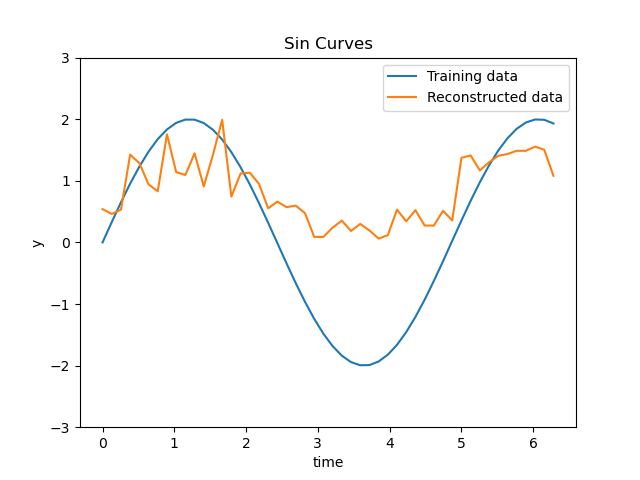 Sin Curves
Training data
Reconstructed data
3
2
1
0
−1
−2
−3
y
0 1 2 3 4 5 6
time